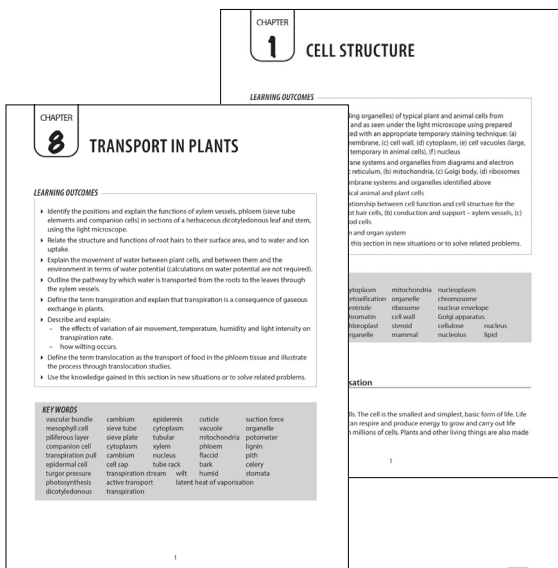 CHAPTER
1
CELL STRUCTURE
LEARNING OUTCOMES
ling organelles) of typical plant and animal cells from
and as seen under the light microscope using prepared
ed with an appropriate temporary staining technique: (a)
membrane, (c) cell wall, (d) cytoplasm, (e) cell vacuoles (large,
temporary in animal cells), (f) nucleus
rane systems and organelles from diagrams and electron
reticulum, (b) mitochondria, (c) Golgi body, (d) ribosomes
mbrane systems and organelles identified above
ical animal and plant cells
ationship between cell function and cell structure for the
ot hair cells, (b) conduction and support – xylem vessels, (c)
od cells
n and organ system
this section in new situations or to solve related problems.
ytoplasm mitochondria nucleoplasm
etoxification organelle chromosome
entriole ribosome nuclear envelope
hromatin cell wall Golgi apparatus
hloroplast steroid cellulose nucleus
rganelle mammal nucleolus lipid
sation
lls. The cell is the smallest and simplest, basic form of life. Life
an respire and produce energy to grow and carry out life
n millions of cells. Plants and other living things are also made
1
CHAPTER
8
TRANSPORT IN PLANTS
LEARNING OUTCOMES
Identify the positions and explain the functions of xylem vessels, phloem (sieve tube
elements and companion cells) in sections of a herbaceous dicotyledonous leaf and stem,
using the light microscope.
Relate the structure and functions of root hairs to their surface area, and to water and ion
uptake.
Explain the movement of water between plant cells, and between them and the
environment in terms of water potential (calculations on water potential are not required).
Outline the pathway by which water is transported from the roots to the leaves through
the xylem vessels.
Define the term transpiration and explain that transpiration is a consequence of gaseous
exchange in plants.
Describe and explain:
– the effects of variation of air movement, temperature, humidity and light intensity on
transpiration rate.
– how wilting occurs.
Define the term translocation as the transport of food in the phloem tissue and illustrate
the process through translocation studies.
Use the knowledge gained in this section in new situations or to solve related problems.
KEY WORDS
vascular bundle cambium epidermis cuticle suction force
mesophyll cell sieve tube cytoplasm vacuole organelle
piliferous layer sieve plate tubular mitochondria potometer
companion cell cytoplasm xylem phloem lignin
transpiration pull cambium nucleus flaccid pith
epidermal cell cell sap tube rack bark celery
turgor pressure transpiration stream wilt humid stomata
photosynthesis active transport latent heat of vaporisation
dicotyledonous transpiration
1